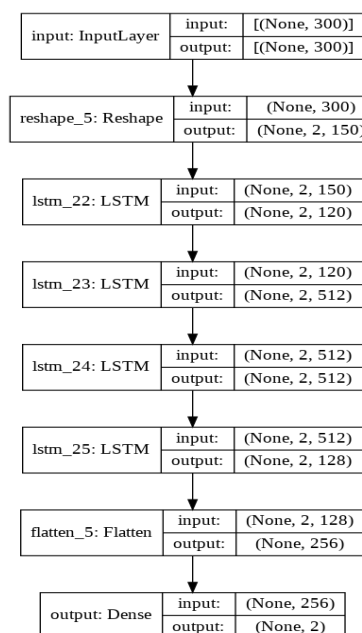 input: InputLayer
input: [(None, 300)]
output: [(None, 300)]
reshape_5: Reshape
input: (None, 300)
output: (None, 2, 150)
lstm_22: LSTM
input: (None, 2, 150)
output: (None, 2, 120)
lstm_23: LSTM
input: (None, 2, 120)
output: (None, 2, 512)
lstm_24: LSTM
input: (None, 2, 512)
output: (None, 2, 512)
lstm_25: LSTM
input: (None, 2, 512)
output: (None, 2, 128)
flatten_5: Flatten
input: (None, 2, 128)
output: (None, 256)
output: Dense
input: (None, 256)
output: (None, 2)